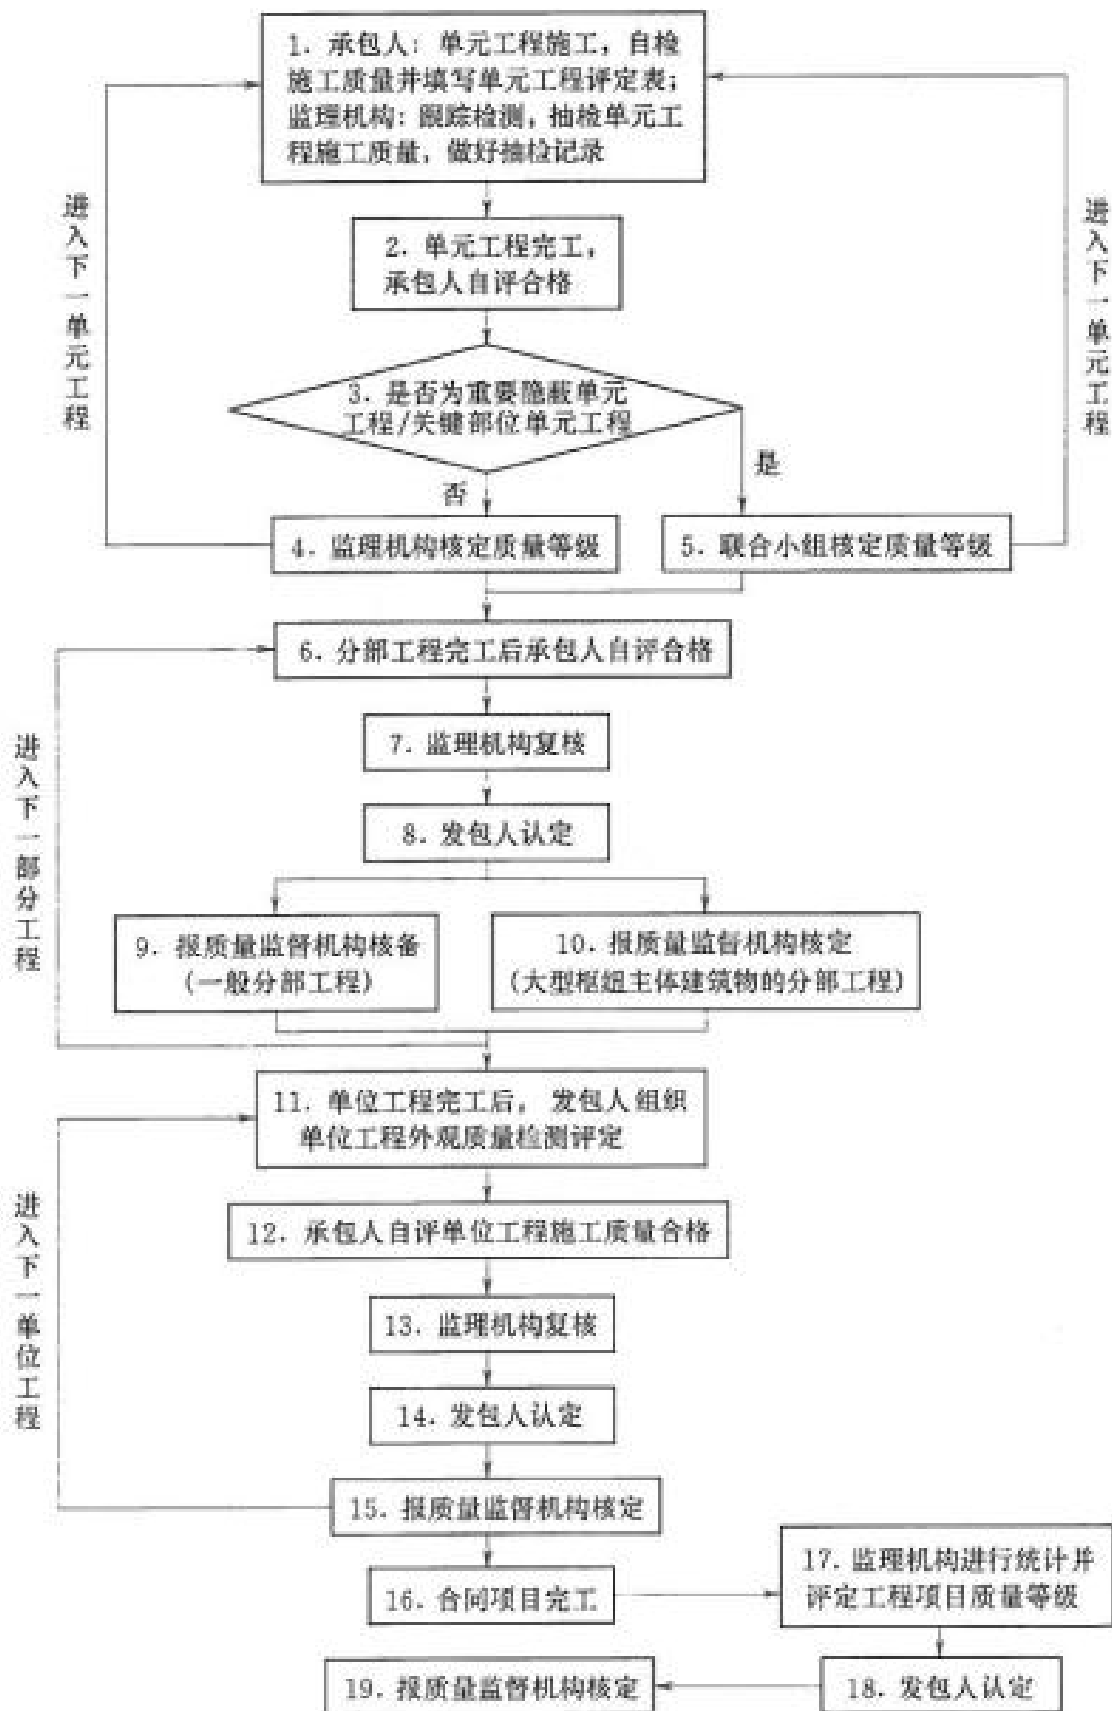 1. 承包人: 单元工程施工, 自检
施工质量并填写单元工程评定表;
监理机构: 跟踪检测, 抽检单元工
程施工质量, 做好抽检记录
进入下一单元工程
进入下一单元工程
2. 单元工程完工,
承包人自评合格
3. 是否为重要隐蔽单元
工程/关键部位单元工程
是
否
4. 监理机构核定质量等级
5. 联合小组核定质量等级
6. 分部工程完工后承包人自评合格
7. 监理机构复核
进入下一部分工程
8. 发包人认定
9. 报质量监督机构核备
(一般分部工程)
10. 报质量监督机构核定
(大型枢纽主体建筑物的分部工程)
11. 单位工程完工后, 发包人组织
单位工程外观质量检测评定
进入下一单位工程
12. 承包人自评单位工程施工质量合格
13. 监理机构复核
14. 发包人认定
15. 报质量监督机构核定
16. 合同项目完工
17. 监理机构进行统计并
评定工程项目质量等级
18. 发包人认定
19. 报质量监督机构核定